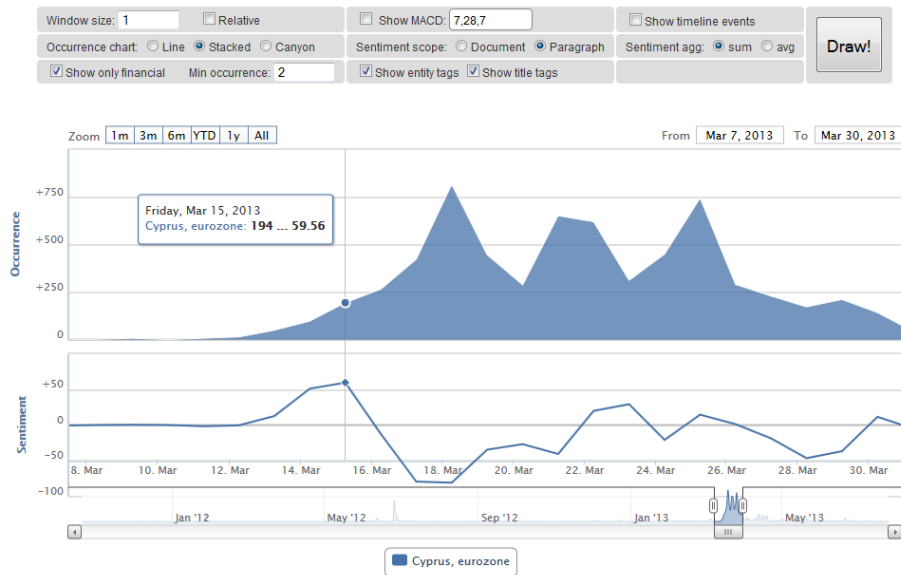 Window size: 1 Relative Show MACD: 7,28,7 Show timeline events
Occurrence chart: Line Stacked Canyon Sentiment scope: Document Paragraph Sentiment agg: sum avg
Show only financial Min occurrence: 2 Show entity tags Show title tags
Draw!
Zoom 1m 3m 6m YTD 1y All From Mar 7, 2013 To Mar 30, 2013
+750
+500
+250
0
Occurrence
Friday, Mar 15, 2013
Cyprus, eurozone: 194 ... 59.56
+50
0
−50
−100
Sentiment
8. Mar 10. Mar 12. Mar 14. Mar 16. Mar 18. Mar 20. Mar 22. Mar 24. Mar 26. Mar 28. Mar 30. Mar
Jan '12 May '12 Sep '12 Jan '13 May '13
Cyprus, eurozone